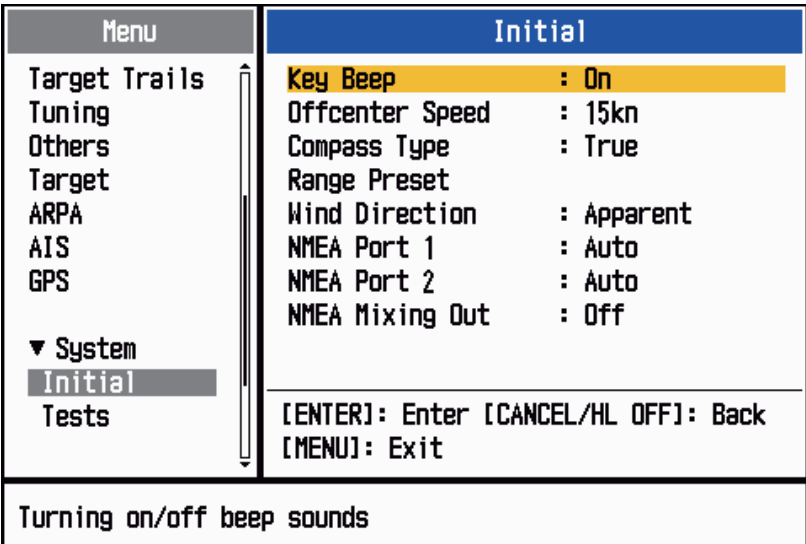 Menu
Target Trails
Tuning
Others
Target
ARPA
AIS
GPS
▼ System
Initial
Tests
Initial
Key Beep : On
Offcenter Speed : 15kn
Compass Type : True
Range Preset
Wind Direction : Apparent
NMEA Port 1 : Auto
NMEA Port 2 : Auto
NMEA Mixing Out : Off
[ENTER]: Enter [CANCEL/HL OFF]: Back
[MENU]: Exit
Turning on/off beep sounds